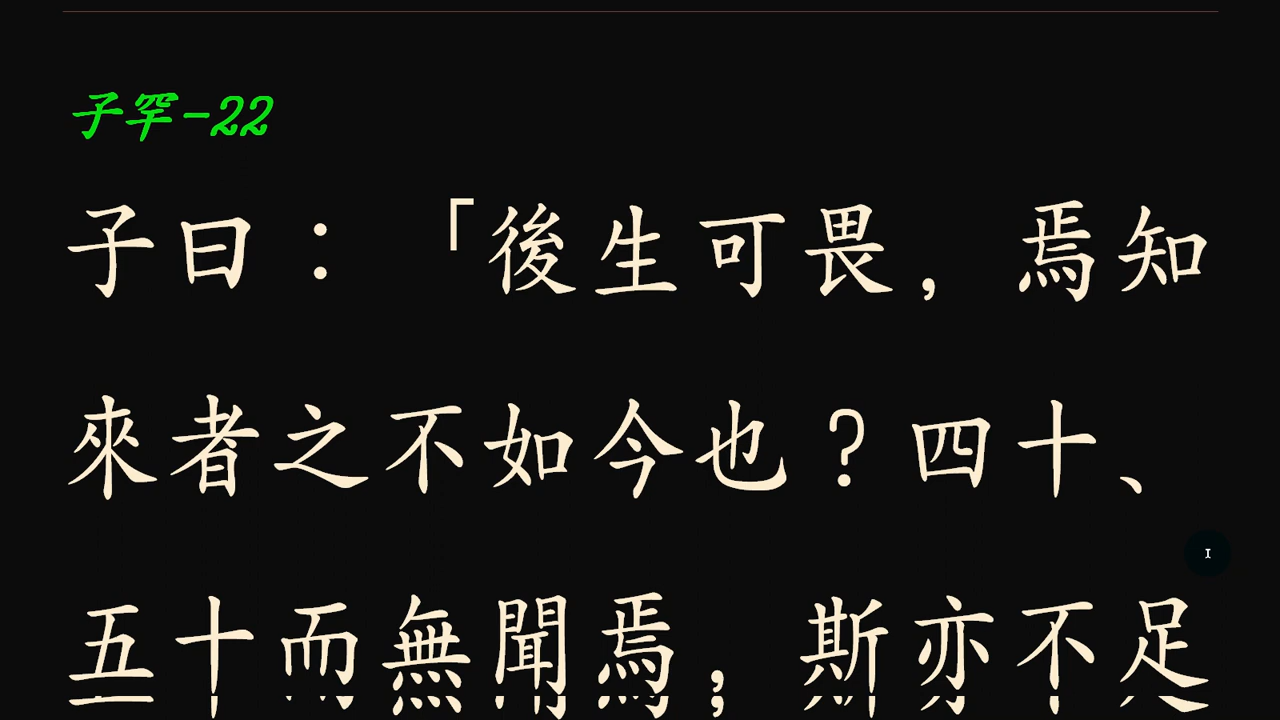 子罕-22
子曰：「後生可畏，焉知
來者之不如今也？四十、
五十而無聞焉；斯亦不足